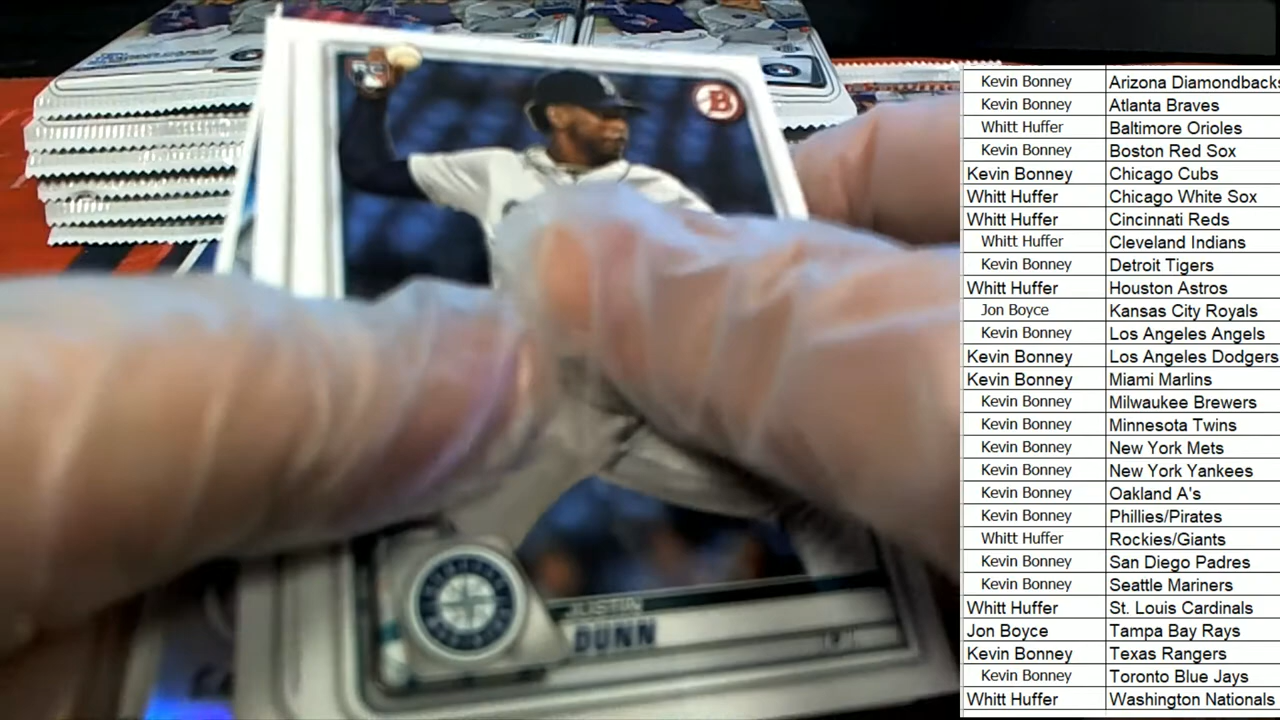 RC
B
JUSTIN
DUNN
P
Kevin Bonney Arizona Diamondbacks
Kevin Bonney Atlanta Braves
Whitt Huffer Baltimore Orioles
Kevin Bonney Boston Red Sox
Kevin Bonney Chicago Cubs
Whitt Huffer Chicago White Sox
Whitt Huffer Cincinnati Reds
Whitt Huffer Cleveland Indians
Kevin Bonney Detroit Tigers
Whitt Huffer Houston Astros
Jon Boyce Kansas City Royals
Kevin Bonney Los Angeles Angels
Kevin Bonney Los Angeles Dodgers
Kevin Bonney Miami Marlins
Kevin Bonney Milwaukee Brewers
Kevin Bonney Minnesota Twins
Kevin Bonney New York Mets
Kevin Bonney New York Yankees
Kevin Bonney Oakland A's
Kevin Bonney Phillies/Pirates
Whitt Huffer Rockies/Giants
Kevin Bonney San Diego Padres
Kevin Bonney Seattle Mariners
Whitt Huffer St. Louis Cardinals
Jon Boyce Tampa Bay Rays
Kevin Bonney Texas Rangers
Kevin Bonney Toronto Blue Jays
Whitt Huffer Washington Nationals